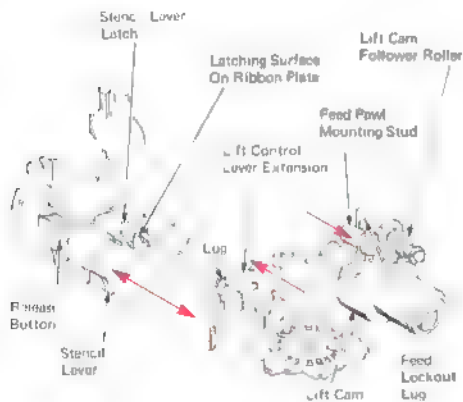 Stencil Lever
Latch
Latching Surface
On Ribbon Plate
Lift Cam
Follower Roller
Feed Pawl
Mounting Stud
Lift Control
Lever Extension
Lug
Release
Button
Stencil
Lever
Lift Cam
Feed
Lockout
Lug